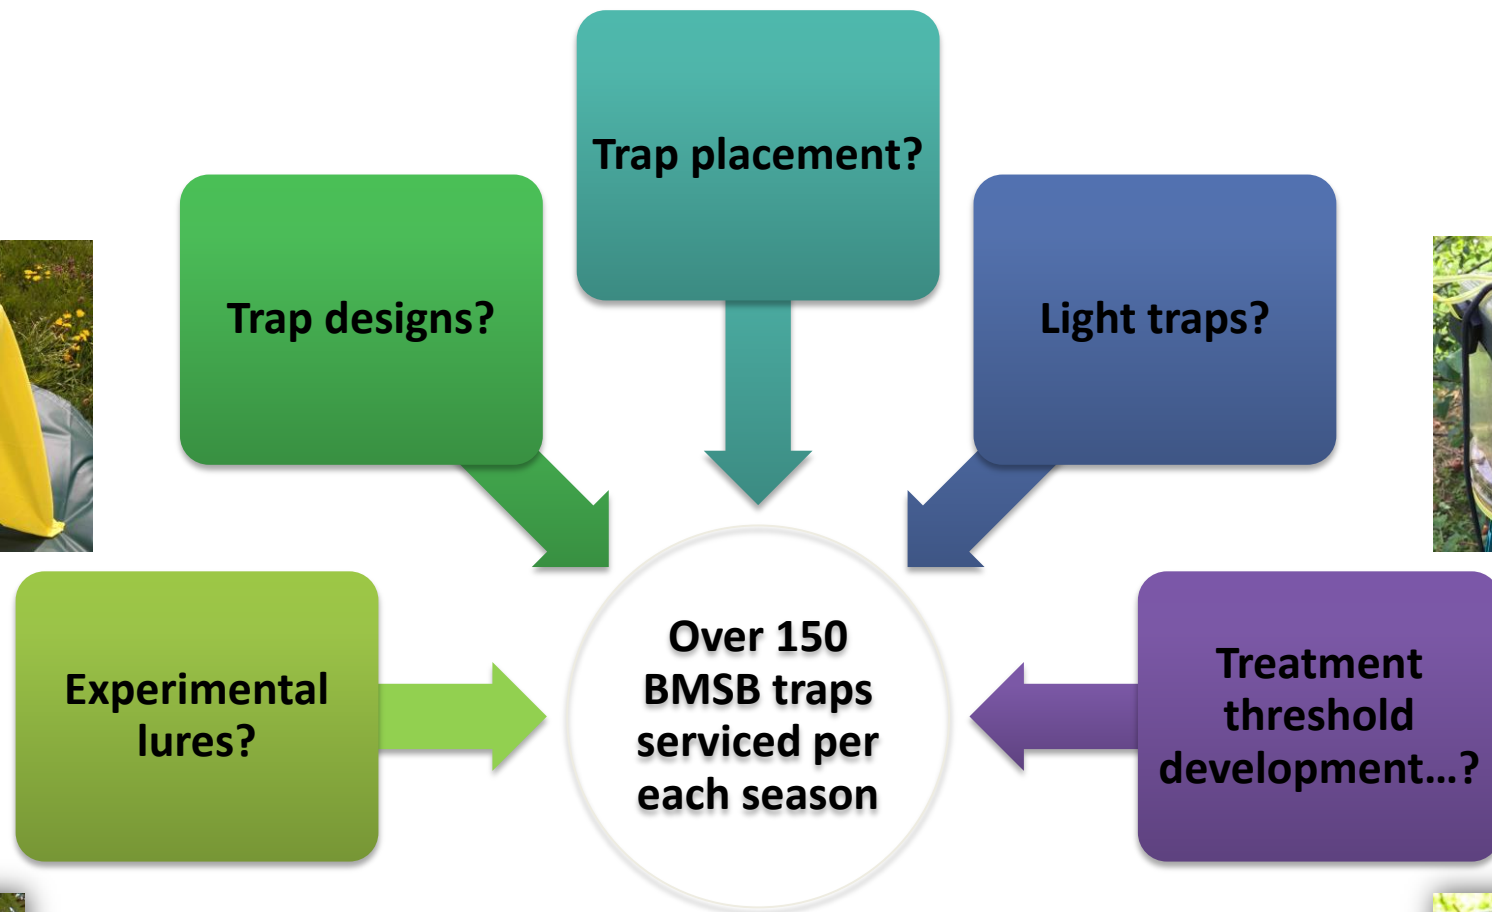 Trap placement?
Trap designs?
Light traps?
Experimental
lures?
Over 150
BMSB traps
serviced per
each season
Treatment
threshold
development...?